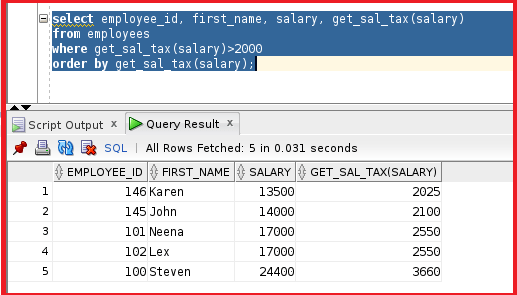 select employee_id, first_name, salary, get_sal_tax(salary)
from employees
where get_sal_tax(salary)>2000
order by get_sal_tax(salary);
Script Output x Query Result x
SQL | All Rows Fetched: 5 in 0.031 seconds
EMPLOYEE_ID FIRST_NAME SALARY GET_SAL_TAX(SALARY)
1 146 Karen 13500 2025
2 145 John 14000 2100
3 101 Neena 17000 2550
4 102 Lex 17000 2550
5 100 Steven 24400 3660